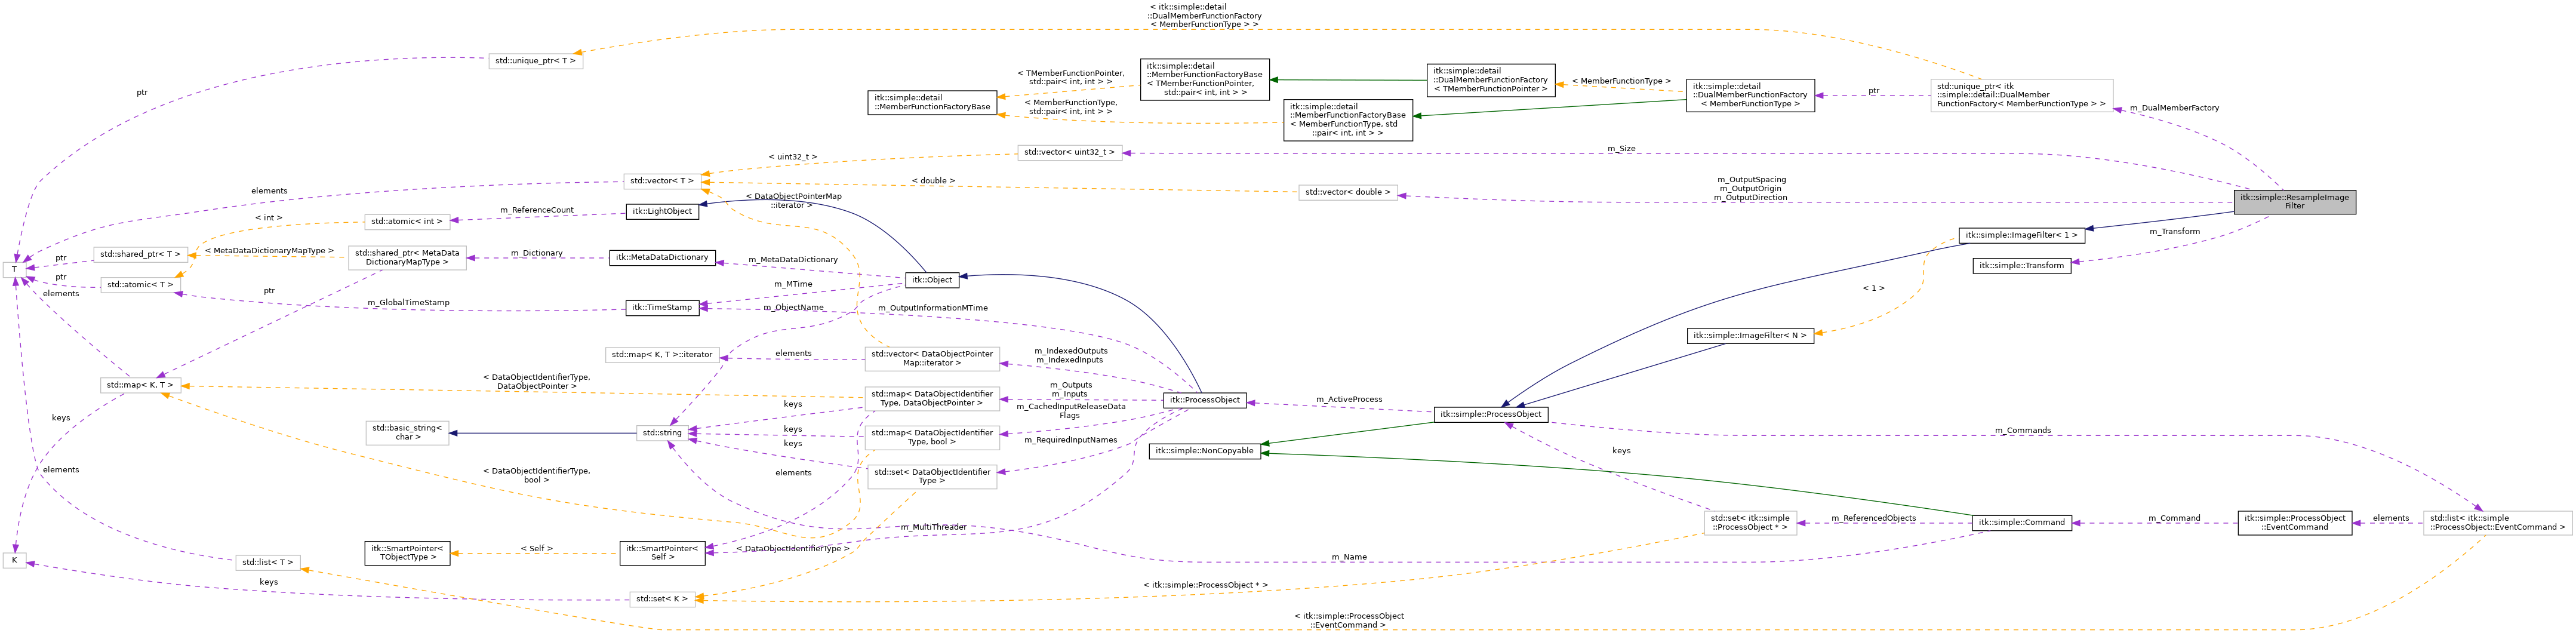 < itk::simple::detail
::DualMemberFunctionFactory
< MemberFunctionType > >
std::unique_ptr< T >
ptr
itk::simple::detail
::MemberFunctionFactoryBase
< TMemberFunctionPointer,
std::pair< int, int > >
< MemberFunctionType,
std::pair< int, int > >
itk::simple::detail
::MemberFunctionFactoryBase
< TMemberFunctionPointer,
std::pair< int, int > >
itk::simple::detail
::MemberFunctionFactoryBase
< MemberFunctionType, std
::pair< int, int > >
itk::simple::detail
::DualMemberFunctionFactory
< TMemberFunctionPointer >
< MemberFunctionType >
itk::simple::detail
::DualMemberFunctionFactory
< MemberFunctionType >
ptr
std::unique_ptr< itk
::simple::detail::DualMember
FunctionFactory< MemberFunctionType > >
m_DualMemberFactory
std::vector< uint32_t >
m_Size
< uint32_t >
std::vector< T >
< double >
std::vector< double >
m_OutputSpacing
m_OutputOrigin
m_OutputDirection
itk::simple::ResampleImage
Filter
elements
< DataObjectPointerMap
::iterator >
itk::LightObject
m_ReferenceCount
std::atomic< int >
< int >
itk::simple::ImageFilter< 1 >
m_Transform
itk::simple::Transform
std::shared_ptr< T >
< MetaDataDictionaryMapType >
std::shared_ptr< MetaData
DictionaryMapType >
m_Dictionary
itk::MetaDataDictionary
m_MetaDataDictionary
T
ptr
ptr
std::atomic< T >
itk::Object
m_MTime
elements
ptr
m_GlobalTimeStamp
itk::TimeStamp
m_ObjectName
m_OutputInformationMTime
< 1 >
itk::simple::ImageFilter< N >
std::map< K, T >::iterator
elements
std::vector< DataObjectPointer
Map::iterator >
m_IndexedOutputs
m_IndexedInputs
std::map< K, T >
< DataObjectIdentifierType,
DataObjectPointer >
std::map< DataObjectIdentifier
Type, DataObjectPointer >
m_Outputs
m_Inputs
itk::ProcessObject
m_ActiveProcess
itk::simple::ProcessObject
keys
keys
m_CachedInputReleaseData
Flags
std::basic_string<
char >
std::string
keys
std::map< DataObjectIdentifier
Type, bool >
m_RequiredInputNames
m_Commands
keys
itk::simple::NonCopyable
keys
elements
< DataObjectIdentifierType,
bool >
elements
std::set< DataObjectIdentifier
Type >
std::set< itk::simple
::ProcessObject * >
m_ReferencedObjects
itk::simple::Command
m_Command
itk::simple::ProcessObject
::EventCommand
elements
std::list< itk::simple
::ProcessObject::EventCommand >
m_MultiThreader
K
std::list< T >
itk::SmartPointer<
TObjectType >
< Self >
itk::SmartPointer<
Self >
< DataObjectIdentifierType >
m_Name
keys
std::set< K >
< itk::simple::ProcessObject * >
< itk::simple::ProcessObject
::EventCommand >